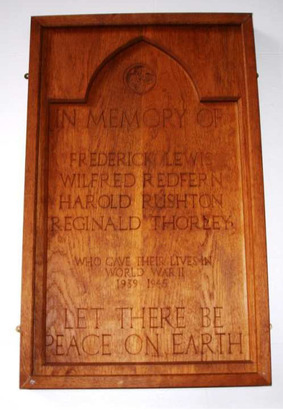 IN MEMORY OF
FREDERICK LEWIS
WILFRED REDFERN
HAROLD RUSHTON
REGINALD THORLEY
WHO GAVE THEIR LIVES IN
WORLD WAR II
1939 1945
LET THERE BE
PEACE ON EARTH